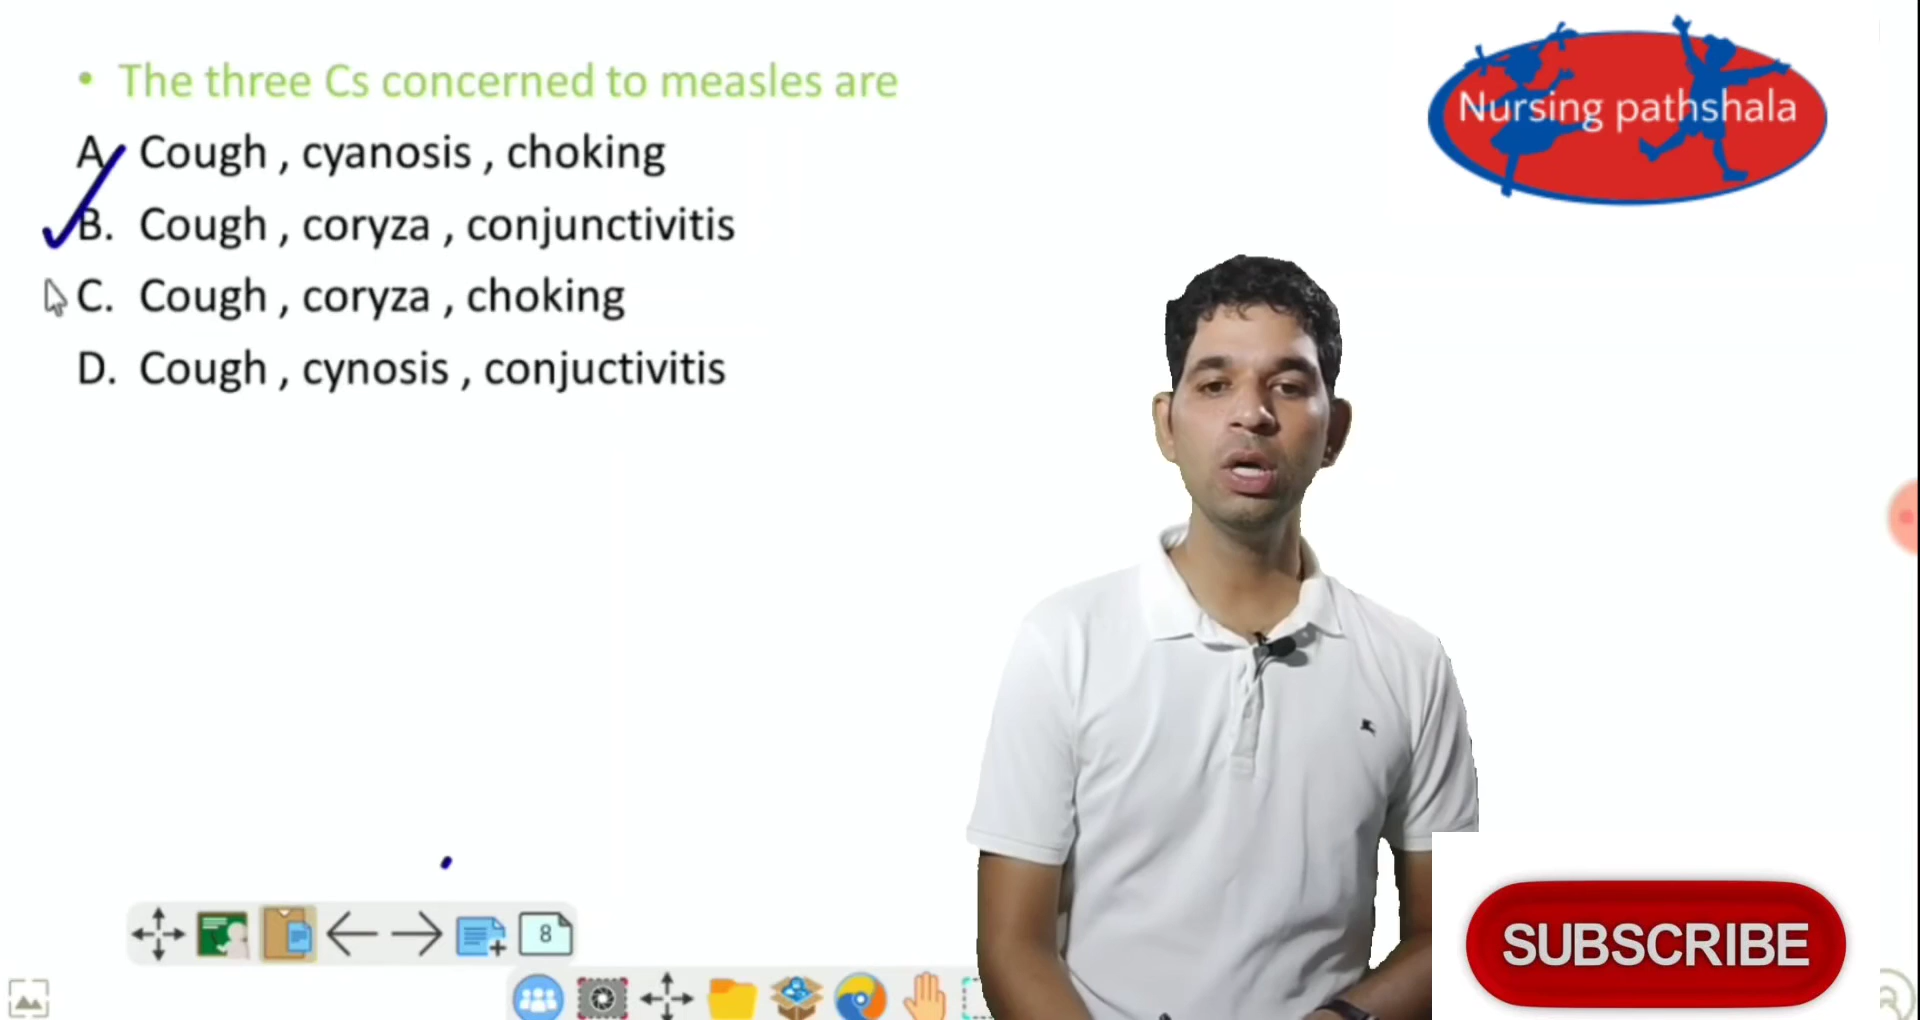 • The three Cs concerned to measles are
A. Cough , cyanosis , choking
B. Cough , coryza , conjunctivitis
C. Cough , coryza , choking
D. Cough , cynosis , conjuctivitis
Nursing pathshala
8
SUBSCRIBE